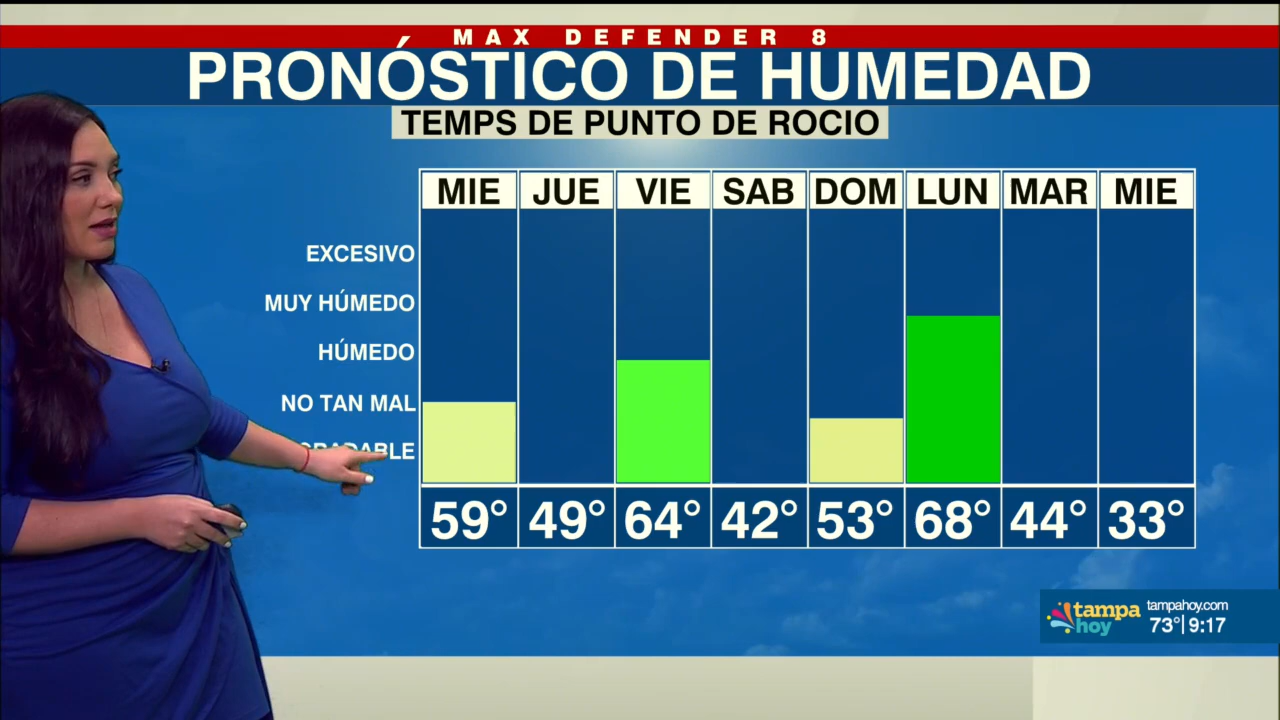 MAX DEFENDER 8
PRONÓSTICO DE HUMEDAD
TEMPS DE PUNTO DE ROCIO
MIE JUE VIE SAB DOM LUN MAR MIE
EXCESIVO
MUY HÚMEDO
HÚMEDO
NO TAN MAL
59° 49° 64° 42° 53° 68° 44° 33°
tampa hoy
tampahoy.com
73° 9:17